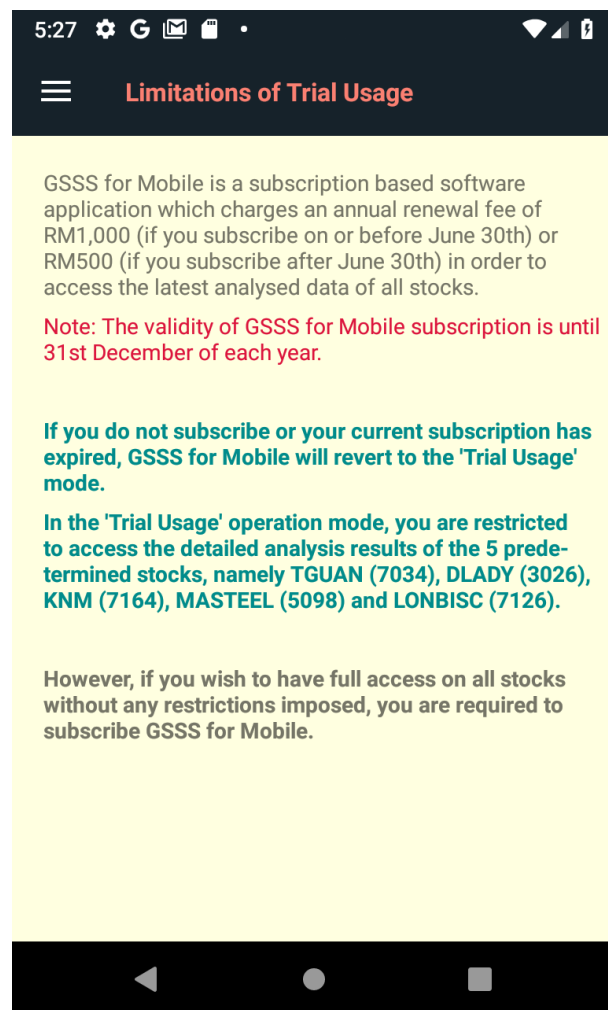 5:27
Limitations of Trial Usage
GSSS for Mobile is a subscription based software
application which charges an annual renewal fee of
RM1,000 (if you subscribe on or before June 30th) or
RM500 (if you subscribe after June 30th) in order to
access the latest analysed data of all stocks.
Note: The validity of GSSS for Mobile subscription is until
31st December of each year.
If you do not subscribe or your current subscription has
expired, GSSS for Mobile will revert to the 'Trial Usage'
mode.
In the 'Trial Usage' operation mode, you are restricted
to access the detailed analysis results of the 5 prede-
termined stocks, namely TGUAN (7034), DLADY (3026),
KNM (7164), MASTEEL (5098) and LONBISC (7126).
However, if you wish to have full access on all stocks
without any restrictions imposed, you are required to
subscribe GSSS for Mobile.